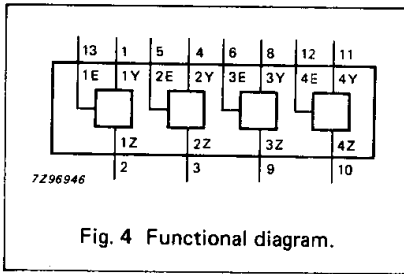 13 1 5 4 6 8 12 11
1E 1Y 2E 2Y 3E 3Y 4E 4Y
1Z 2Z 3Z 4Z
2 3 9 10
7Z96946
Fig. 4 Functional diagram.